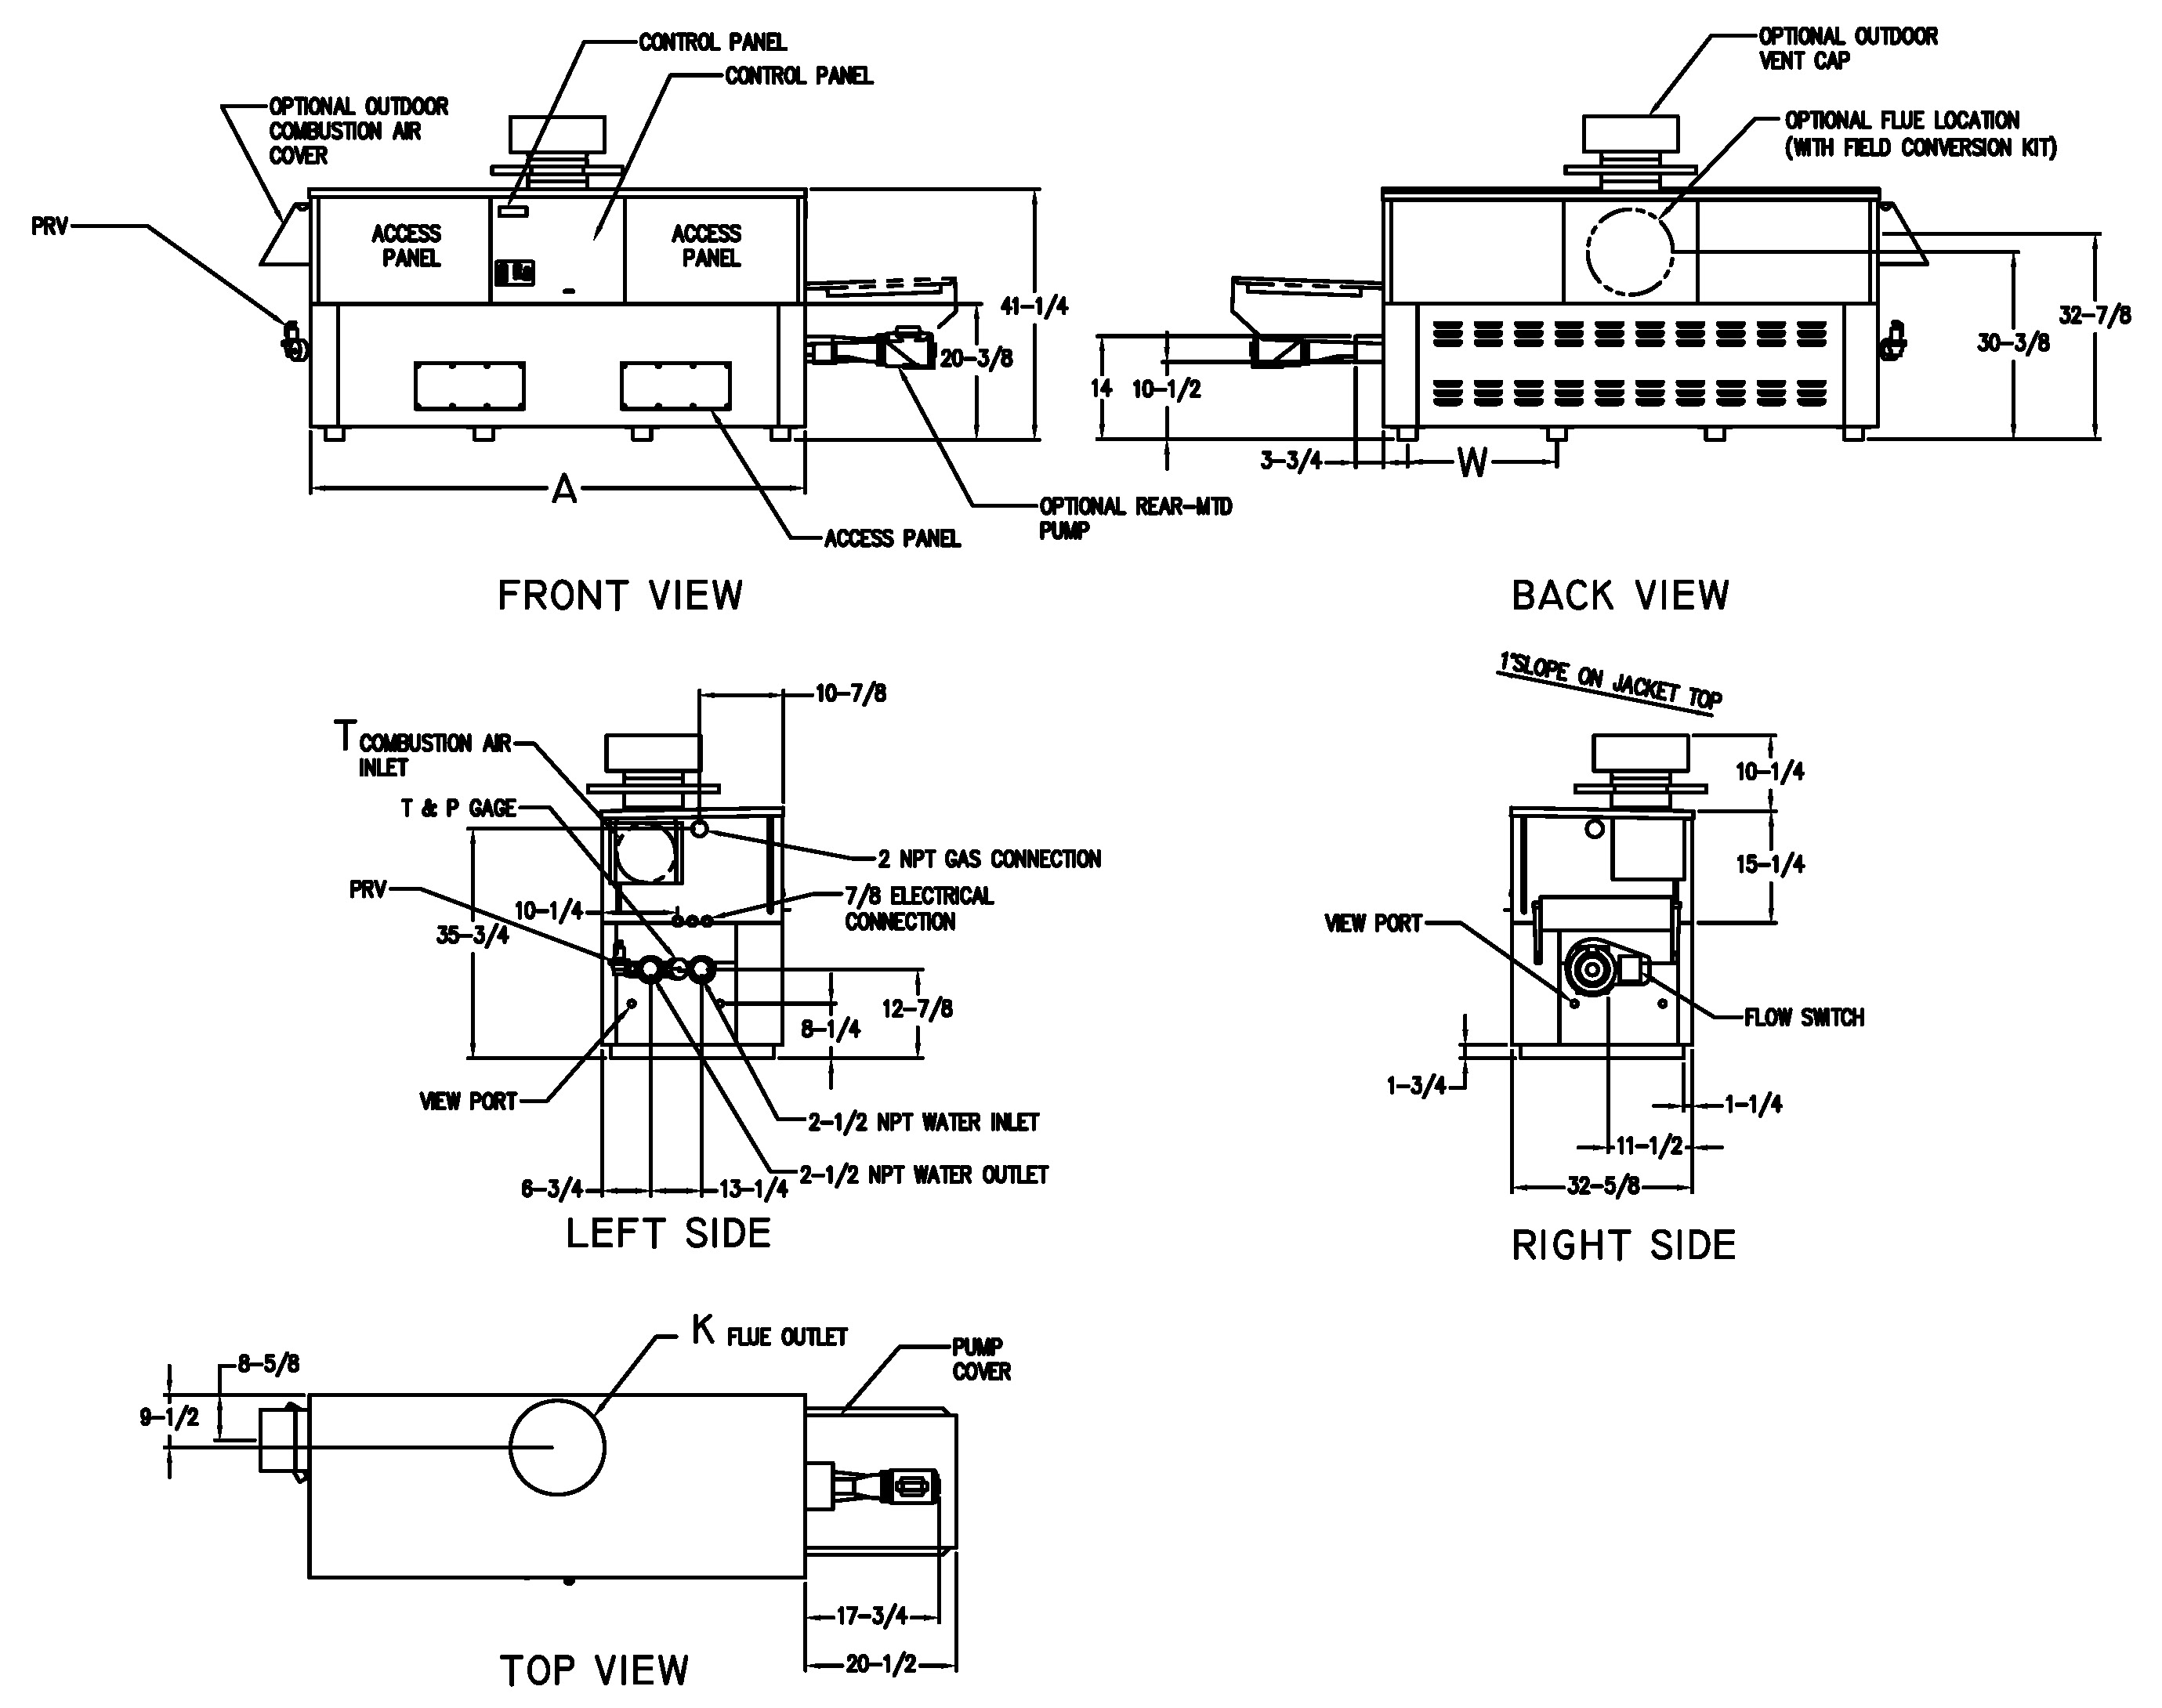 CONTROL PANEL
CONTROL PANEL
OPTIONAL OUTDOOR
COMBUSTION AIR
COVER
PRV
ACCESS
PANEL
ACCESS
PANEL
41-1/4
20-3/8
A
OPTIONAL REAR-MTD
PUMP
ACCESS PANEL
FRONT VIEW
OPTIONAL OUTDOOR
VENT CAP
OPTIONAL FLUE LOCATION
(WITH FIELD CONVERSION KIT)
32-7/8
30-3/8
14
10-1/2
3-3/4
W
BACK VIEW
10-7/8
T COMBUSTION AIR
INLET
T & P GAGE
2 NPT GAS CONNECTION
PRV
7/8 ELECTRICAL
CONNECTION
10-1/4
35-3/4
12-7/8
8-1/4
VIEW PORT
2-1/2 NPT WATER INLET
2-1/2 NPT WATER OUTLET
6-3/4
13-1/4
LEFT SIDE
1°SLOPE ON JACKET TOP
10-1/4
15-1/4
VIEW PORT
FLOW SWITCH
1-3/4
1-1/4
11-1/2
32-5/8
RIGHT SIDE
K FLUE OUTLET
PUMP
COVER
8-5/8
9-1/2
17-3/4
20-1/2
TOP VIEW